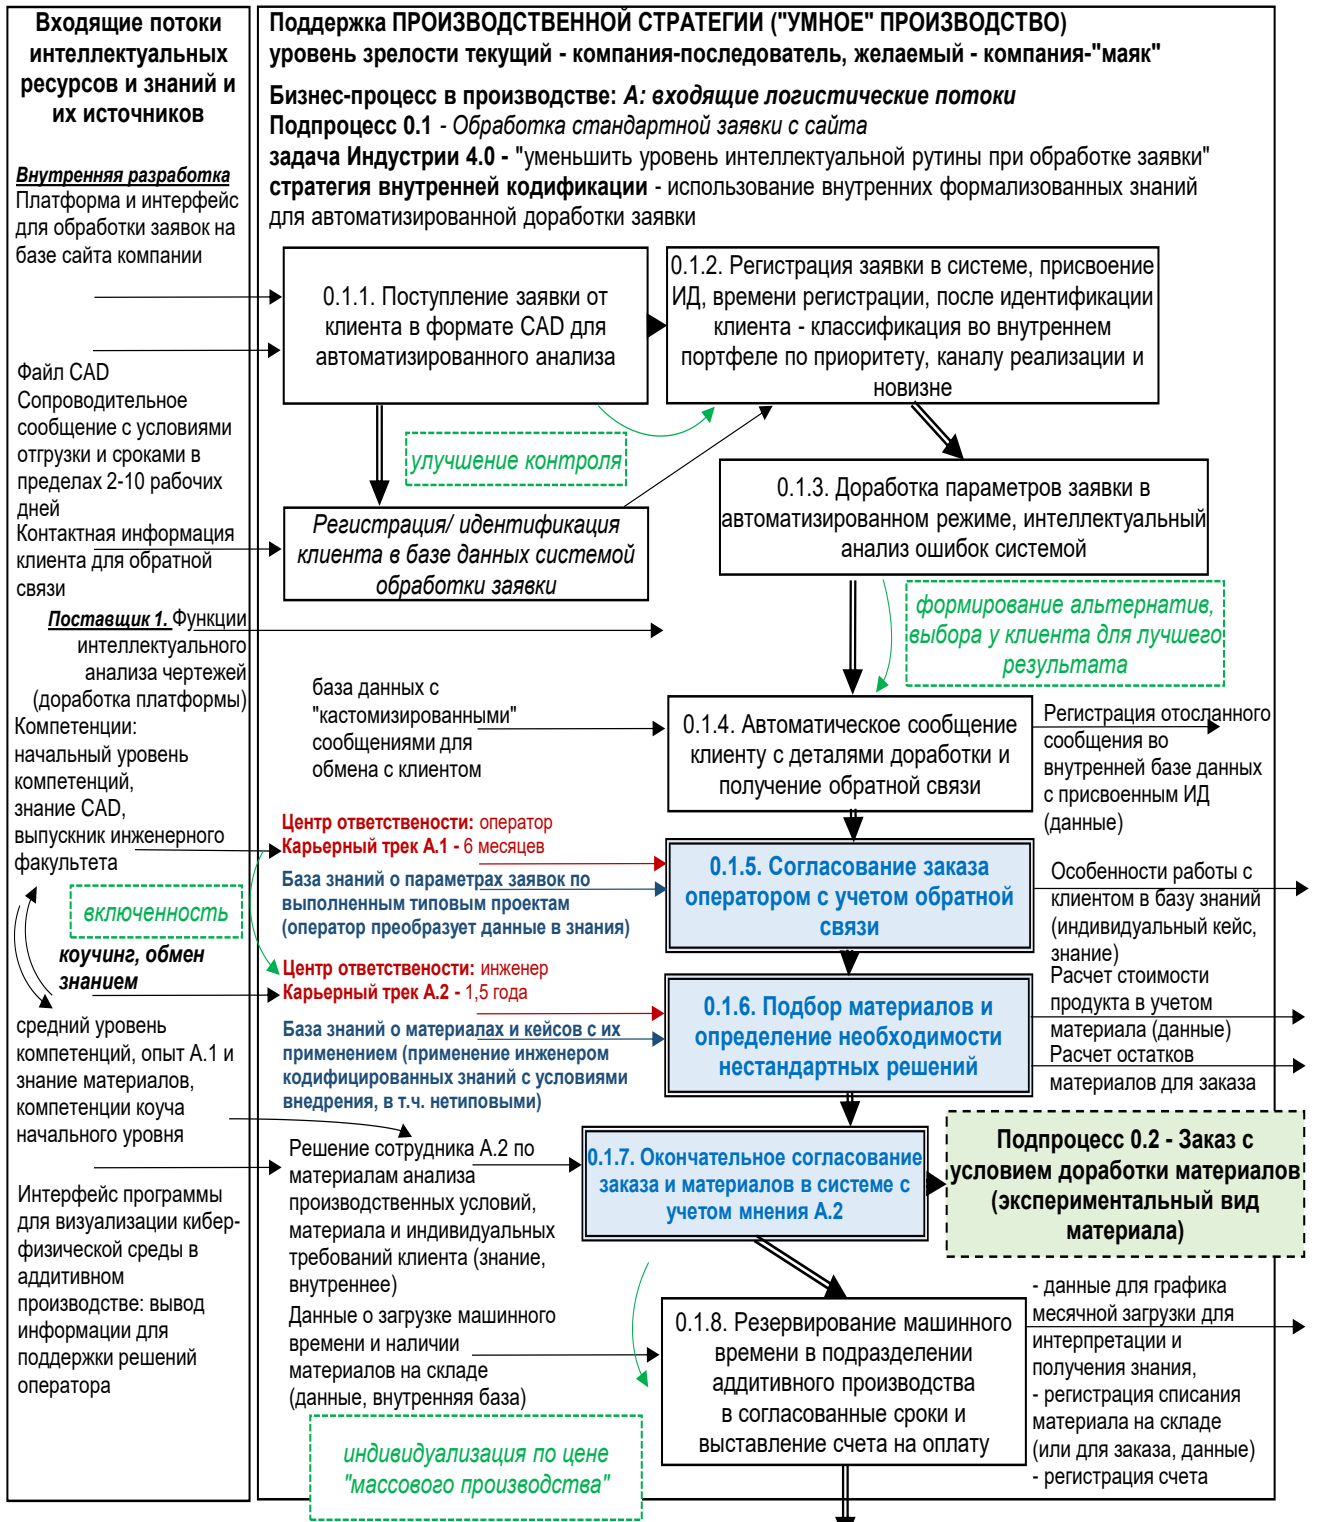 Входящие потоки
интеллектуальных
ресурсов и знаний и
их источников
Внутренняя разработка
Платформа и интерфейс
для обработки заявок на
базе сайта компании
Файл CAD
Сопроводительное
сообщение с условиями
отгрузки и сроками в
пределах 2-10 рабочих
дней
Контактная информация
клиента для обратной
связи
Поставщик 1. Функции
интеллектуального
анализа чертежей
(доработка платформы)
Компетенции:
начальный уровень
компетенций,
знание CAD,
выпускник инженерного
факультета
включенность
коучинг, обмен
знанием
средний уровень
компетенций, опыт А.1 и
знание материалов,
компетенции коуча
начального уровня
Интерфейс программы
для визуализации кибер-
физической среды в
аддитивном
производстве: вывод
информации для
поддержки решений
оператора
Поддержка ПРОИЗВОДСТВЕННОЙ СТРАТЕГИИ ("УМНОЕ" ПРОИЗВОДСТВО)
уровень зрелости текущий - компания-последователь, желаемый - компания-"маяк"
Бизнес-процесс в производстве: А: входящие логистические потоки
Подпроцесс 0.1 - Обработка стандартной заявки с сайта
задача Индустрии 4.0 - "уменьшить уровень интеллектуальной рутины при обработке заявки"
стратегия внутренней кодификации - использование внутренних формализованных знаний
для автоматизированной доработки заявки
0.1.1. Поступление заявки от
клиента в формате CAD для
автоматизированного анализа
0.1.2. Регистрация заявки в системе, присвоение
ИД, времени регистрации, после идентификации
клиента - классификация во внутреннем
портфеле по приоритету, каналу реализации и
новизне
улучшение контроля
Регистрация/ идентификация
клиента в базе данных системой
обработки заявки
0.1.3. Доработка параметров заявки в
автоматизированном режиме, интеллектуальный
анализ ошибок системой
формирование альтернатив,
выбора у клиента для лучшего
результата
база данных с
"кастомизированными"
сообщениями для
обмена с клиентом
0.1.4. Автоматическое сообщение
клиенту с деталями доработки и
получение обратной связи
Регистрация отосланного
сообщения во
внутренней базе данных
с присвоенным ИД
(данные)
Центр ответствености: оператор
Карьерный трек А.1 - 6 месяцев
База знаний о параметрах заявок по
выполненным типовым проектам
(оператор преобразует данные в знания)
0.1.5. Согласование заказа
оператором с учетом обратной
связи
Особенности работы с
клиентом в базу знаний
(индивидуальный кейс,
знание)
Центр ответствености: инженер
Карьерный трек А.2 - 1,5 года
База знаний о материалах и кейсов с их
применением (применение инженером
кодифицированных знаний с условиями
внедрения, в т.ч. нетиповыми)
0.1.6. Подбор материалов и
определение необходимости
нестандартных решений
Расчет стоимости
продукта в учетом
материала (данные)
Расчет остатков
материалов для заказа
Решение сотрудника А.2 по
материалам анализа
производственных условий,
материала и индивидуальных
требований клиента (знание,
внутреннее)
0.1.7. Окончательное согласование
заказа и материалов в системе с
учетом мнения А.2
Подпроцесс 0.2 - Заказ с
условием доработки материалов
(экспериментальный вид
материала)
Данные о загрузке машинного
времени и наличии
материалов на складе
(данные, внутренняя база)
0.1.8. Резервирование машинного
времени в подразделении
аддитивного производства
в согласованные сроки и
выставление счета на оплату
- данные для графика
месячной загрузки для
интерпретации и
получения знания,
- регистрация списания
материала на складе
(или для заказа, данные)
- регистрация счета
индивидуализация по цене
"массового производства"